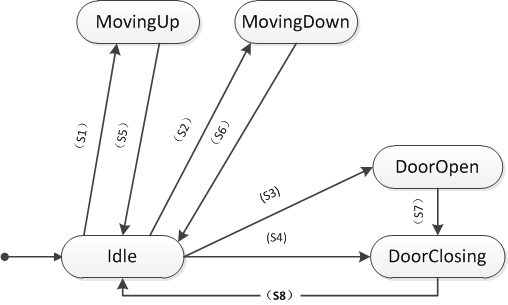 MovingUp
MovingDown
（S1）
（S5）
（S2）
（S6）
DoorOpen
(S3)
（S7）
(S4)
Idle
DoorClosing
（S8）